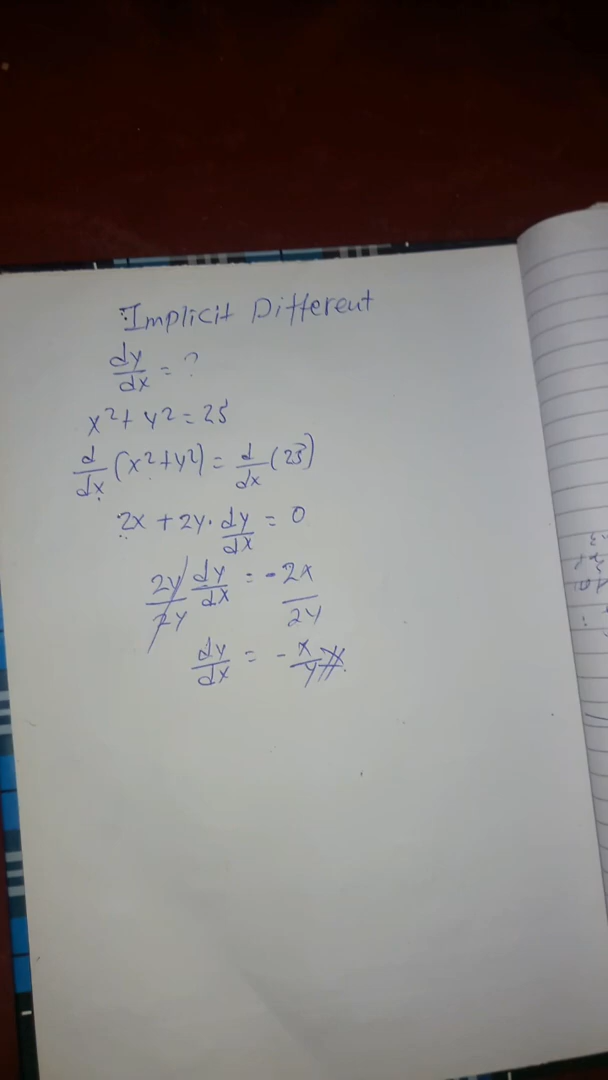 Implicit Different
dy/dx = ?
x² + y² = 25
d/dx (x² + y²) = d/dx (25)
2x + 2y · dy/dx = 0
2y/2y dy/dx = -2x/2y
dy/dx = - x/y